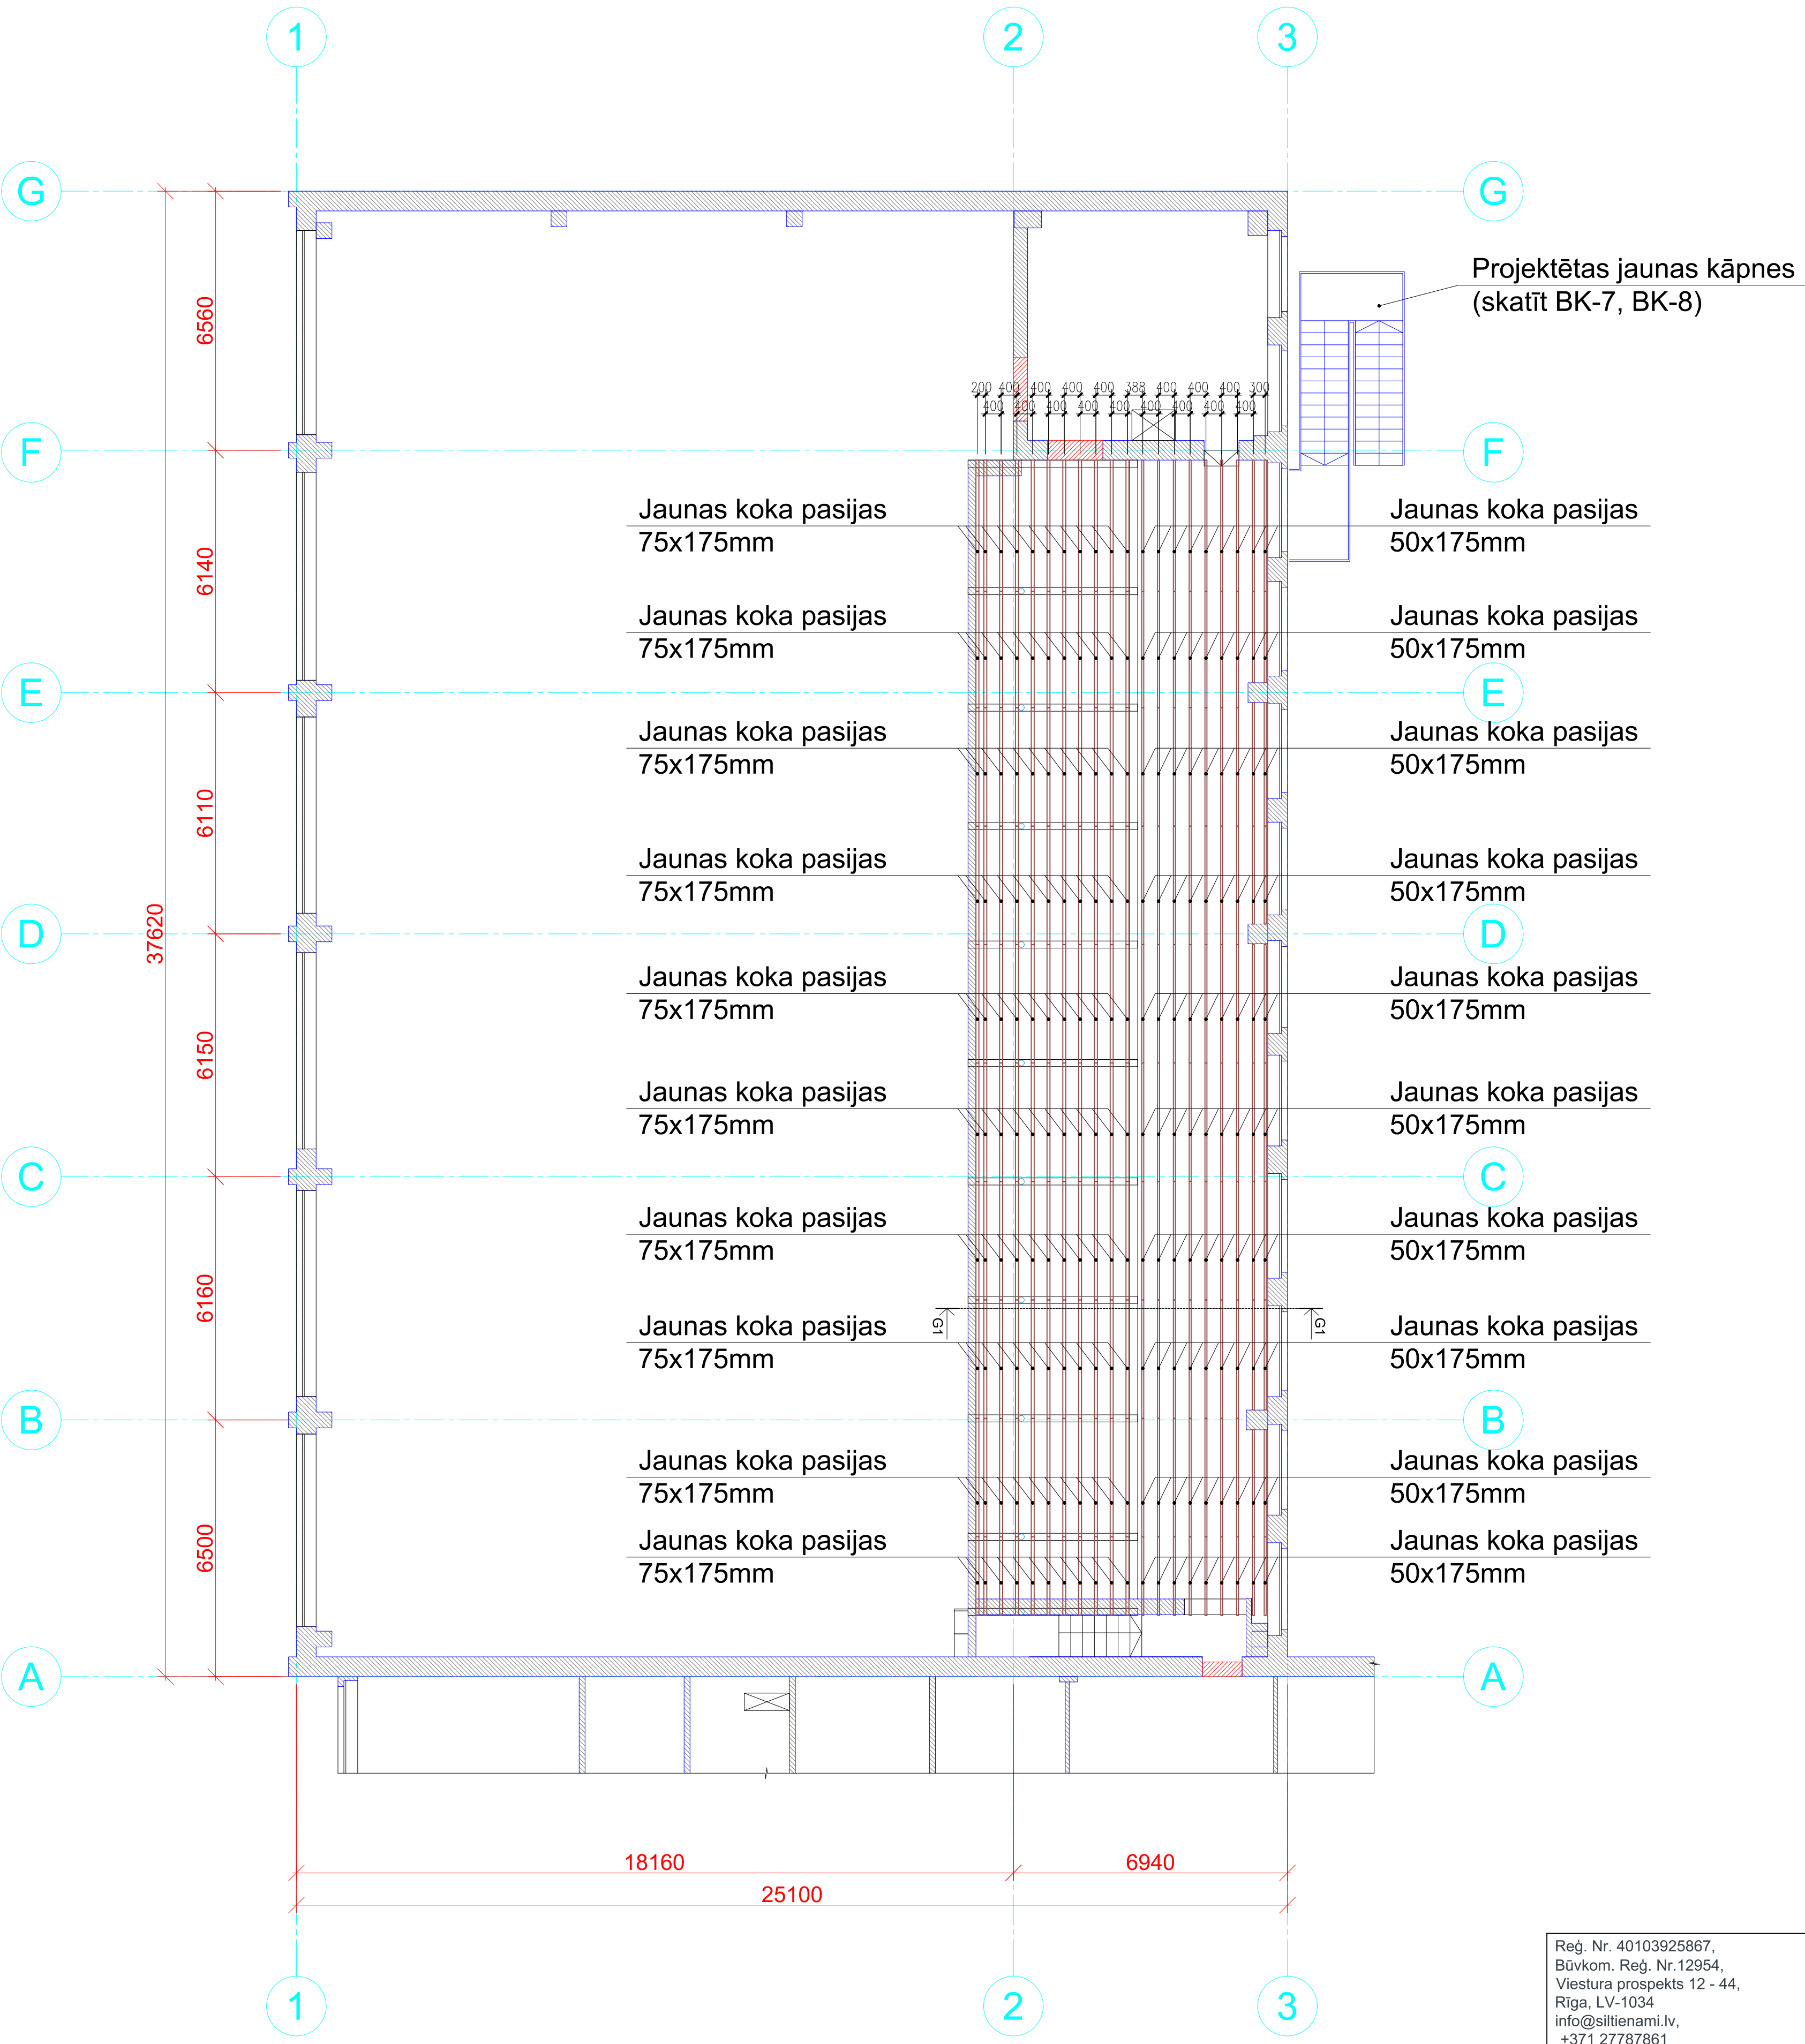 1 2 3
G G
Projektētas jaunas kāpnes
(skatīt BK-7, BK-8)
6560
200 400 400 400 400 388 400 400 400 300
400 400 400 400 400 400 400 400 400
F F
Jaunas koka pasijas
75x175mm
Jaunas koka pasijas
50x175mm
6140
Jaunas koka pasijas
75x175mm
Jaunas koka pasijas
50x175mm
E E
Jaunas koka pasijas
75x175mm
Jaunas koka pasijas
50x175mm
6110
Jaunas koka pasijas
75x175mm
Jaunas koka pasijas
50x175mm
37620
D D
Jaunas koka pasijas
75x175mm
Jaunas koka pasijas
50x175mm
6150
Jaunas koka pasijas
75x175mm
Jaunas koka pasijas
50x175mm
C C
Jaunas koka pasijas
75x175mm
Jaunas koka pasijas
50x175mm
6160
G1 G1
Jaunas koka pasijas
75x175mm
Jaunas koka pasijas
50x175mm
B B
Jaunas koka pasijas
75x175mm
Jaunas koka pasijas
50x175mm
6500
Jaunas koka pasijas
75x175mm
Jaunas koka pasijas
50x175mm
A A
18160 6940
25100
1 2 3
Reģ. Nr. 40103925867,
Būvkom. Reģ. Nr.12954,
Viestura prospekts 12 - 44,
Rīga, LV-1034
info@siltienami.lv,
+371 27787861